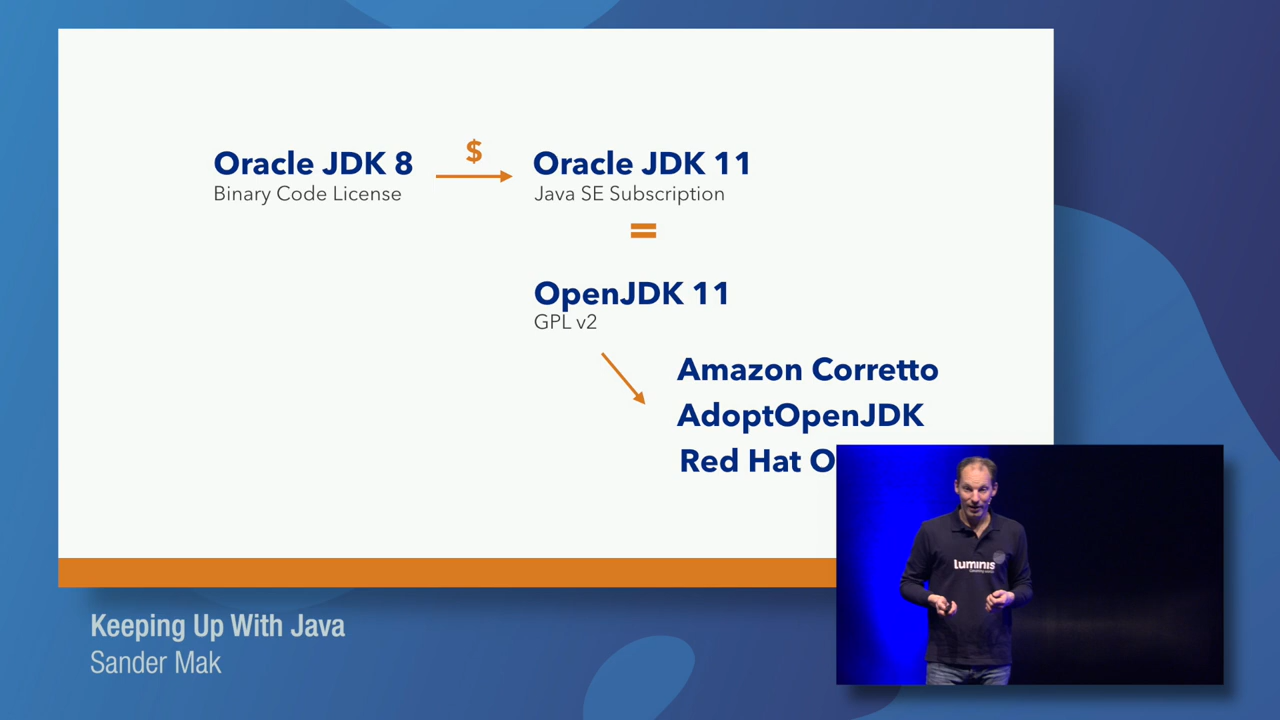 $
Oracle JDK 8
Oracle JDK 11
Binary Code License
Java SE Subscription
=
OpenJDK 11
GPL v2
Amazon Corretto
AdoptOpenJDK
Red Hat O
luminis
Keeping Up With Java
Sander Mak